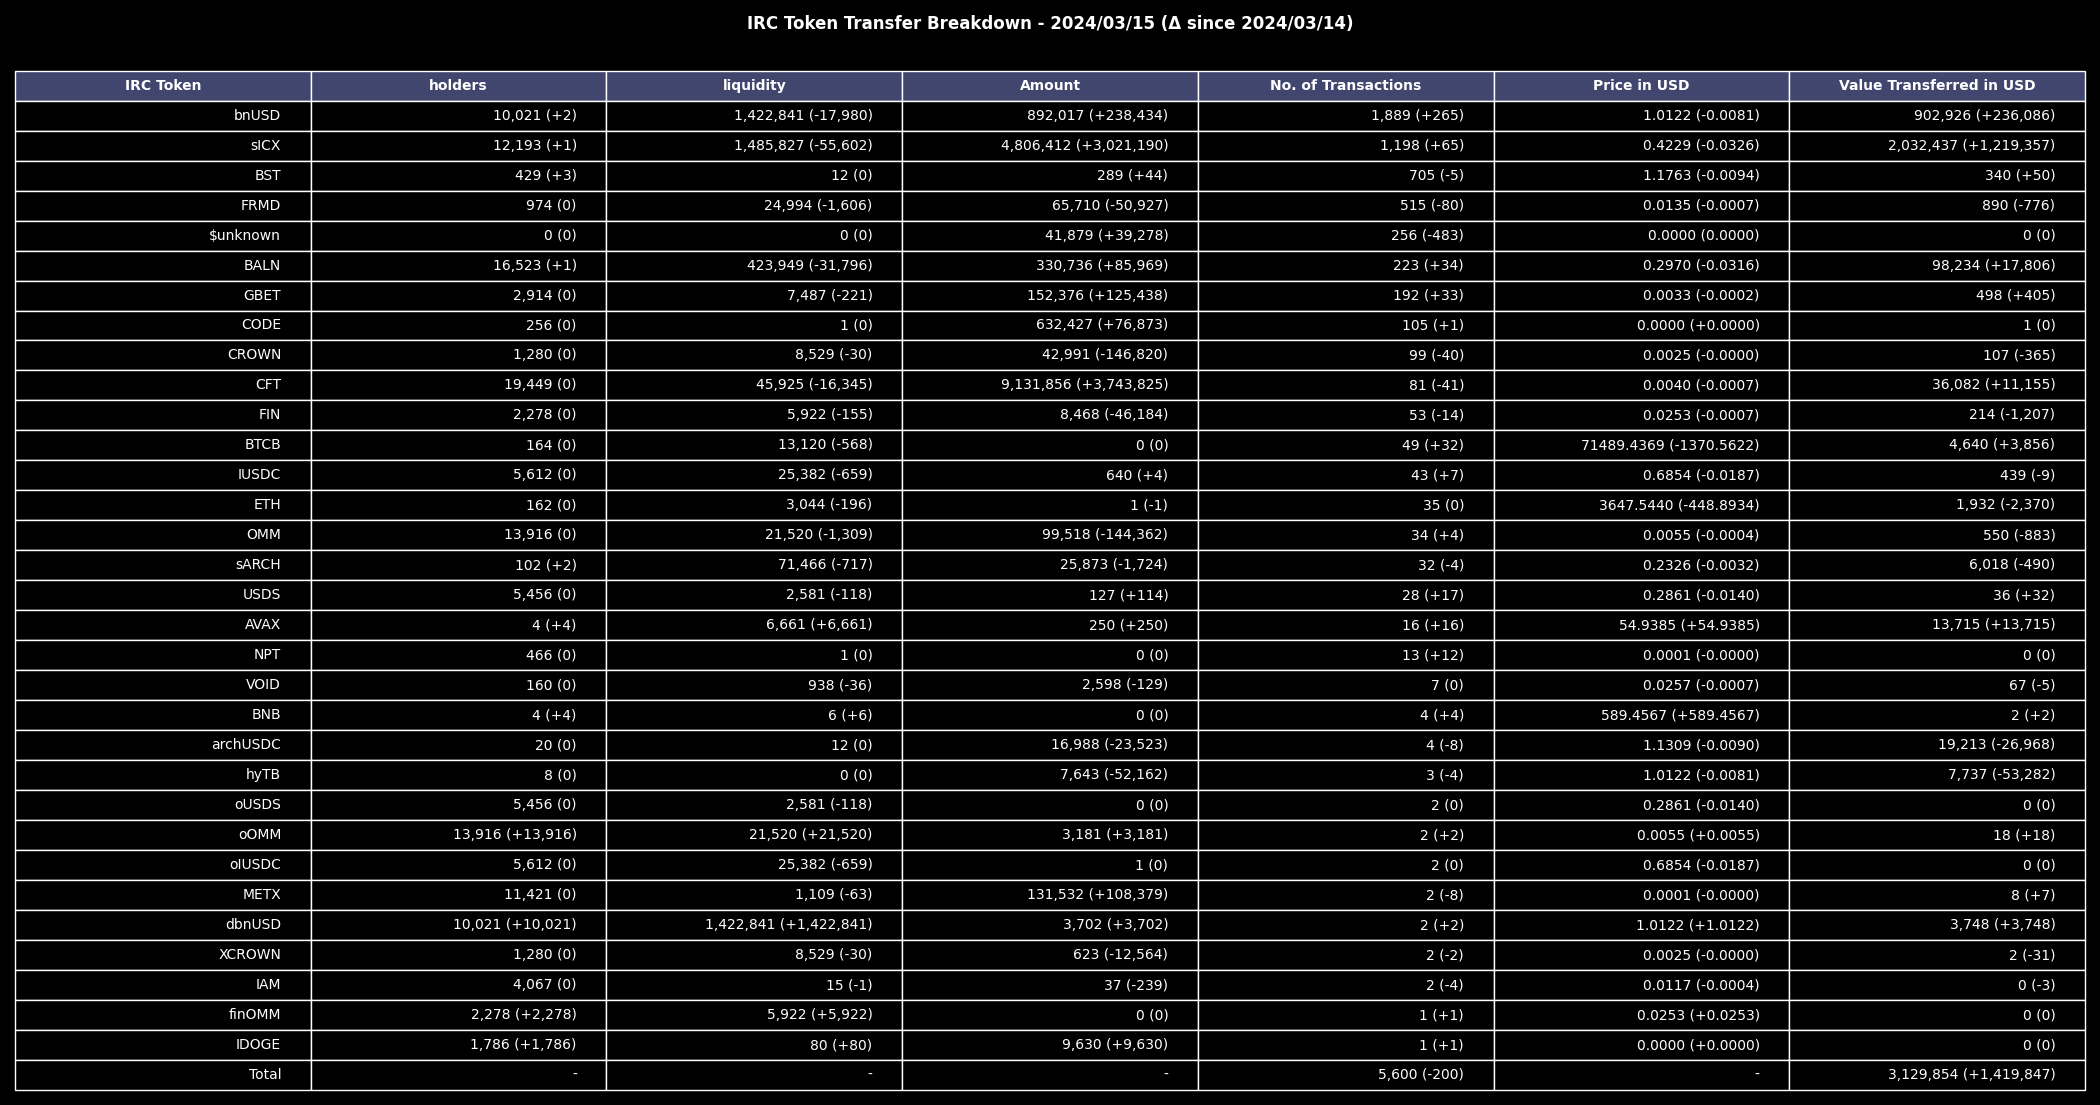 IRC Token Transfer Breakdown - 2024/03/15 (Δ since 2024/03/14)
IRC Token holders liquidity Amount No. of Transactions Price in USD Value Transferred in USD
bnUSD 10,021 (+2) 1,422,841 (-17,980) 892,017 (+238,434) 1,889 (+265) 1.0122 (-0.0081) 902,926 (+236,086)
sICX 12,193 (+1) 1,485,827 (-55,602) 4,806,412 (+3,021,190) 1,198 (+65) 0.4229 (-0.0326) 2,032,437 (+1,219,357)
BST 429 (+3) 12 (0) 289 (+44) 705 (-5) 1.1763 (-0.0094) 340 (+50)
FRMD 974 (0) 24,994 (-1,606) 65,710 (-50,927) 515 (-80) 0.0135 (-0.0007) 890 (-776)
$unknown 0 (0) 0 (0) 41,879 (+39,278) 256 (-483) 0.0000 (0.0000) 0 (0)
BALN 16,523 (+1) 423,949 (-31,796) 330,736 (+85,969) 223 (+34) 0.2970 (-0.0316) 98,234 (+17,806)
GBET 2,914 (0) 7,487 (-221) 152,376 (+125,438) 192 (+33) 0.0033 (-0.0002) 498 (+405)
CODE 256 (0) 1 (0) 632,427 (+76,873) 105 (+1) 0.0000 (+0.0000) 1 (0)
CROWN 1,280 (0) 8,529 (-30) 42,991 (-146,820) 99 (-40) 0.0025 (-0.0000) 107 (-365)
CFT 19,449 (0) 45,925 (-16,345) 9,131,856 (+3,743,825) 81 (-41) 0.0040 (-0.0007) 36,082 (+11,155)
FIN 2,278 (0) 5,922 (-155) 8,468 (-46,184) 53 (-14) 0.0253 (-0.0007) 214 (-1,207)
BTCB 164 (0) 13,120 (-568) 0 (0) 49 (+32) 71489.4369 (-1370.5622) 4,640 (+3,856)
IUSDC 5,612 (0) 25,382 (-659) 640 (+4) 43 (+7) 0.6854 (-0.0187) 439 (-9)
ETH 162 (0) 3,044 (-196) 1 (-1) 35 (0) 3647.5440 (-448.8934) 1,932 (-2,370)
OMM 13,916 (0) 21,520 (-1,309) 99,518 (-144,362) 34 (+4) 0.0055 (-0.0004) 550 (-883)
sARCH 102 (+2) 71,466 (-717) 25,873 (-1,724) 32 (-4) 0.2326 (-0.0032) 6,018 (-490)
USDS 5,456 (0) 2,581 (-118) 127 (+114) 28 (+17) 0.2861 (-0.0140) 36 (+32)
AVAX 4 (+4) 6,661 (+6,661) 250 (+250) 16 (+16) 54.9385 (+54.9385) 13,715 (+13,715)
NPT 466 (0) 1 (0) 0 (0) 13 (+12) 0.0001 (-0.0000) 0 (0)
VOID 160 (0) 938 (-36) 2,598 (-129) 7 (0) 0.0257 (-0.0007) 67 (-5)
BNB 4 (+4) 6 (+6) 0 (0) 4 (+4) 589.4567 (+589.4567) 2 (+2)
archUSDC 20 (0) 12 (0) 16,988 (-23,523) 4 (-8) 1.1309 (-0.0090) 19,213 (-26,968)
hyTB 8 (0) 0 (0) 7,643 (-52,162) 3 (-4) 1.0122 (-0.0081) 7,737 (-53,282)
oUSDS 5,456 (0) 2,581 (-118) 0 (0) 2 (0) 0.2861 (-0.0140) 0 (0)
oOMM 13,916 (+13,916) 21,520 (+21,520) 3,181 (+3,181) 2 (+2) 0.0055 (+0.0055) 18 (+18)
oIUSDC 5,612 (0) 25,382 (-659) 1 (0) 2 (0) 0.6854 (-0.0187) 0 (0)
METX 11,421 (0) 1,109 (-63) 131,532 (+108,379) 2 (-8) 0.0001 (-0.0000) 8 (+7)
dbnUSD 10,021 (+10,021) 1,422,841 (+1,422,841) 3,702 (+3,702) 2 (+2) 1.0122 (+1.0122) 3,748 (+3,748)
XCROWN 1,280 (0) 8,529 (-30) 623 (-12,564) 2 (-2) 0.0025 (-0.0000) 2 (-31)
IAM 4,067 (0) 15 (-1) 37 (-239) 2 (-4) 0.0117 (-0.0004) 0 (-3)
finOMM 2,278 (+2,278) 5,922 (+5,922) 0 (0) 1 (+1) 0.0253 (+0.0253) 0 (0)
IDOGE 1,786 (+1,786) 80 (+80) 9,630 (+9,630) 1 (+1) 0.0000 (+0.0000) 0 (0)
Total - - - 5,600 (-200) - 3,129,854 (+1,419,847)